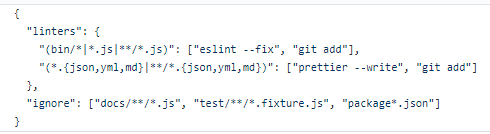 {
  "linters": {
    "(bin/*|*.js|**/*.js)": ["eslint --fix", "git add"],
    "(*.{json,yml,md}|**/*.{json,yml,md})": ["prettier --write", "git add"]
  },
  "ignore": ["docs/**/*.js", "test/**/*.fixture.js", "package*.json"]
}